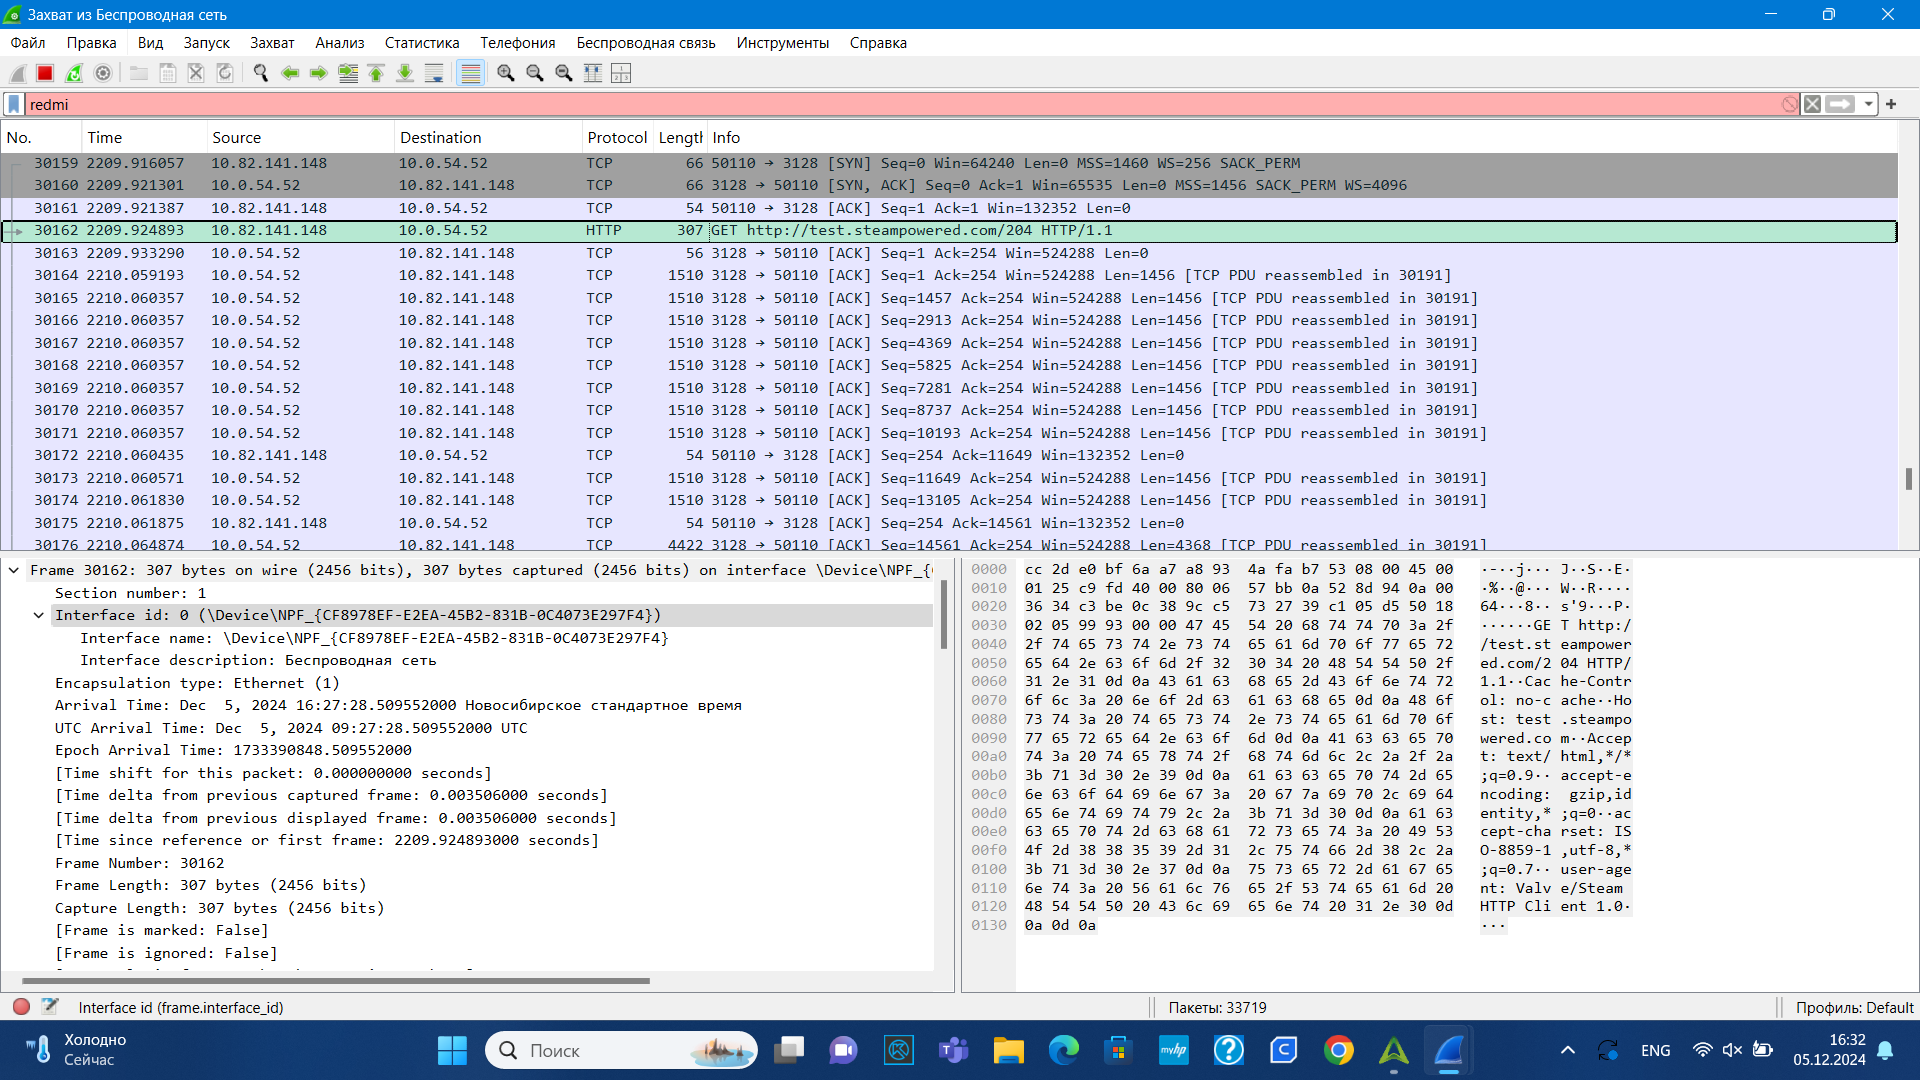 Захват из Беспроводная сеть
Файл Правка Вид Запуск Захват Анализ Статистика Телефония Беспроводная связь Инструменты Справка
redmi
No. Time Source Destination Protocol Length Info
30159 2209.916057 10.82.141.148 10.0.54.52 TCP 66 50110 → 3128 [SYN] Seq=0 Win=64240 Len=0 MSS=1460 WS=256 SACK_PERM
30160 2209.921301 10.0.54.52 10.82.141.148 TCP 66 3128 → 50110 [SYN, ACK] Seq=0 Ack=1 Win=65535 Len=0 MSS=1456 SACK_PERM WS=4096
30161 2209.921387 10.82.141.148 10.0.54.52 TCP 54 50110 → 3128 [ACK] Seq=1 Ack=1 Win=132352 Len=0
30162 2209.924893 10.82.141.148 10.0.54.52 HTTP 307 GET http://test.steampowered.com/204 HTTP/1.1
30163 2209.933290 10.0.54.52 10.82.141.148 TCP 56 3128 → 50110 [ACK] Seq=1 Ack=254 Win=524288 Len=0
30164 2210.059193 10.0.54.52 10.82.141.148 TCP 1510 3128 → 50110 [ACK] Seq=1 Ack=254 Win=524288 Len=1456 [TCP PDU reassembled in 30191]
30165 2210.060357 10.0.54.52 10.82.141.148 TCP 1510 3128 → 50110 [ACK] Seq=1457 Ack=254 Win=524288 Len=1456 [TCP PDU reassembled in 30191]
30166 2210.060357 10.0.54.52 10.82.141.148 TCP 1510 3128 → 50110 [ACK] Seq=2913 Ack=254 Win=524288 Len=1456 [TCP PDU reassembled in 30191]
30167 2210.060357 10.0.54.52 10.82.141.148 TCP 1510 3128 → 50110 [ACK] Seq=4369 Ack=254 Win=524288 Len=1456 [TCP PDU reassembled in 30191]
30168 2210.060357 10.0.54.52 10.82.141.148 TCP 1510 3128 → 50110 [ACK] Seq=5825 Ack=254 Win=524288 Len=1456 [TCP PDU reassembled in 30191]
30169 2210.060357 10.0.54.52 10.82.141.148 TCP 1510 3128 → 50110 [ACK] Seq=7281 Ack=254 Win=524288 Len=1456 [TCP PDU reassembled in 30191]
30170 2210.060357 10.0.54.52 10.82.141.148 TCP 1510 3128 → 50110 [ACK] Seq=8737 Ack=254 Win=524288 Len=1456 [TCP PDU reassembled in 30191]
30171 2210.060357 10.0.54.52 10.82.141.148 TCP 1510 3128 → 50110 [ACK] Seq=10193 Ack=254 Win=524288 Len=1456 [TCP PDU reassembled in 30191]
30172 2210.060435 10.82.141.148 10.0.54.52 TCP 54 50110 → 3128 [ACK] Seq=254 Ack=11649 Win=132352 Len=0
30173 2210.060571 10.0.54.52 10.82.141.148 TCP 1510 3128 → 50110 [ACK] Seq=11649 Ack=254 Win=524288 Len=1456 [TCP PDU reassembled in 30191]
30174 2210.061830 10.0.54.52 10.82.141.148 TCP 1510 3128 → 50110 [ACK] Seq=13105 Ack=254 Win=524288 Len=1456 [TCP PDU reassembled in 30191]
30175 2210.061875 10.82.141.148 10.0.54.52 TCP 54 50110 → 3128 [ACK] Seq=254 Ack=14561 Win=132352 Len=0
30176 2210.064874 10.0.54.52 10.82.141.148 TCP 4422 3128 → 50110 [ACK] Seq=14561 Ack=254 Win=524288 Len=4368 [TCP PDU reassembled in 30191]
Frame 30162: 307 bytes on wire (2456 bits), 307 bytes captured (2456 bits) on interface \Device\NPF_{
Section number: 1
Interface id: 0 (\Device\NPF_{CF8978EF-E2EA-45B2-831B-0C4073E297F4})
Interface name: \Device\NPF_{CF8978EF-E2EA-45B2-831B-0C4073E297F4}
Interface description: Беспроводная сеть
Encapsulation type: Ethernet (1)
Arrival Time: Dec  5, 2024 16:27:28.509552000 Новосибирское стандартное время
UTC Arrival Time: Dec  5, 2024 09:27:28.509552000 UTC
Epoch Arrival Time: 1733390848.509552000
[Time shift for this packet: 0.000000000 seconds]
[Time delta from previous captured frame: 0.003506000 seconds]
[Time delta from previous displayed frame: 0.003506000 seconds]
[Time since reference or first frame: 2209.924893000 seconds]
Frame Number: 30162
Frame Length: 307 bytes (2456 bits)
Capture Length: 307 bytes (2456 bits)
[Frame is marked: False]
[Frame is ignored: False]
0000 cc 2d e0 bf 6a a7 a8 93 4a fa b7 53 08 00 45 00 ·-··j··· J··S··E·
0010 01 25 c9 fd 40 00 80 06 57 bb 0a 52 8d 94 0a 00 ·%··@··· W··R····
0020 36 34 c3 be 0c 38 9c c5 73 27 39 c1 05 d5 50 18 64···8·· s'9···P·
0030 02 05 99 93 00 00 47 45 54 20 68 74 74 70 3a 2f ······GE T http:/
0040 2f 74 65 73 74 2e 73 74 65 61 6d 70 6f 77 65 72 /test.st eampower
0050 65 64 2e 63 6f 6d 2f 32 30 34 20 48 54 54 50 2f ed.com/2 04 HTTP/
0060 31 2e 31 0d 0a 43 61 63 68 65 2d 43 6f 6e 74 72 1.1··Cac he-Contr
0070 6f 6c 3a 20 6e 6f 2d 63 61 63 68 65 0d 0a 48 6f ol: no-c ache··Ho
0080 73 74 3a 20 74 65 73 74 2e 73 74 65 61 6d 70 6f st: test .steampo
0090 77 65 72 65 64 2e 63 6f 6d 0d 0a 41 63 63 65 70 wered.co m··Accep
00a0 74 3a 20 74 65 78 74 2f 68 74 6d 6c 2c 2a 2f 2a t: text/ html,*/*
00b0 3b 71 3d 30 2e 39 0d 0a 61 63 63 65 70 74 2d 65 ;q=0.9·· accept-e
00c0 6e 63 6f 64 69 6e 67 3a 20 67 7a 69 70 2c 69 64 ncoding:  gzip,id
00d0 65 6e 74 69 74 79 2c 2a 3b 71 3d 30 0d 0a 61 63 entity,* ;q=0··ac
00e0 63 65 70 74 2d 63 68 61 72 73 65 74 3a 20 49 53 cept-cha rset: IS
00f0 4f 2d 38 38 35 39 2d 31 2c 75 74 66 2d 38 2c 2a O-8859-1 ,utf-8,*
0100 3b 71 3d 30 2e 37 0d 0a 75 73 65 72 2d 61 67 65 ;q=0.7·· user-age
0110 6e 74 3a 20 56 61 6c 76 65 2f 53 74 65 61 6d 20 nt: Valv e/Steam
0120 48 54 54 50 20 43 6c 69 65 6e 74 20 31 2e 30 0d HTTP Cli ent 1.0·
0130 0a 0d 0a ···
Interface id (frame.interface_id) Пакеты: 33719 Профиль: Default
Холодно
Сейчас
Поиск
myhp
ENG
16:32
05.12.2024